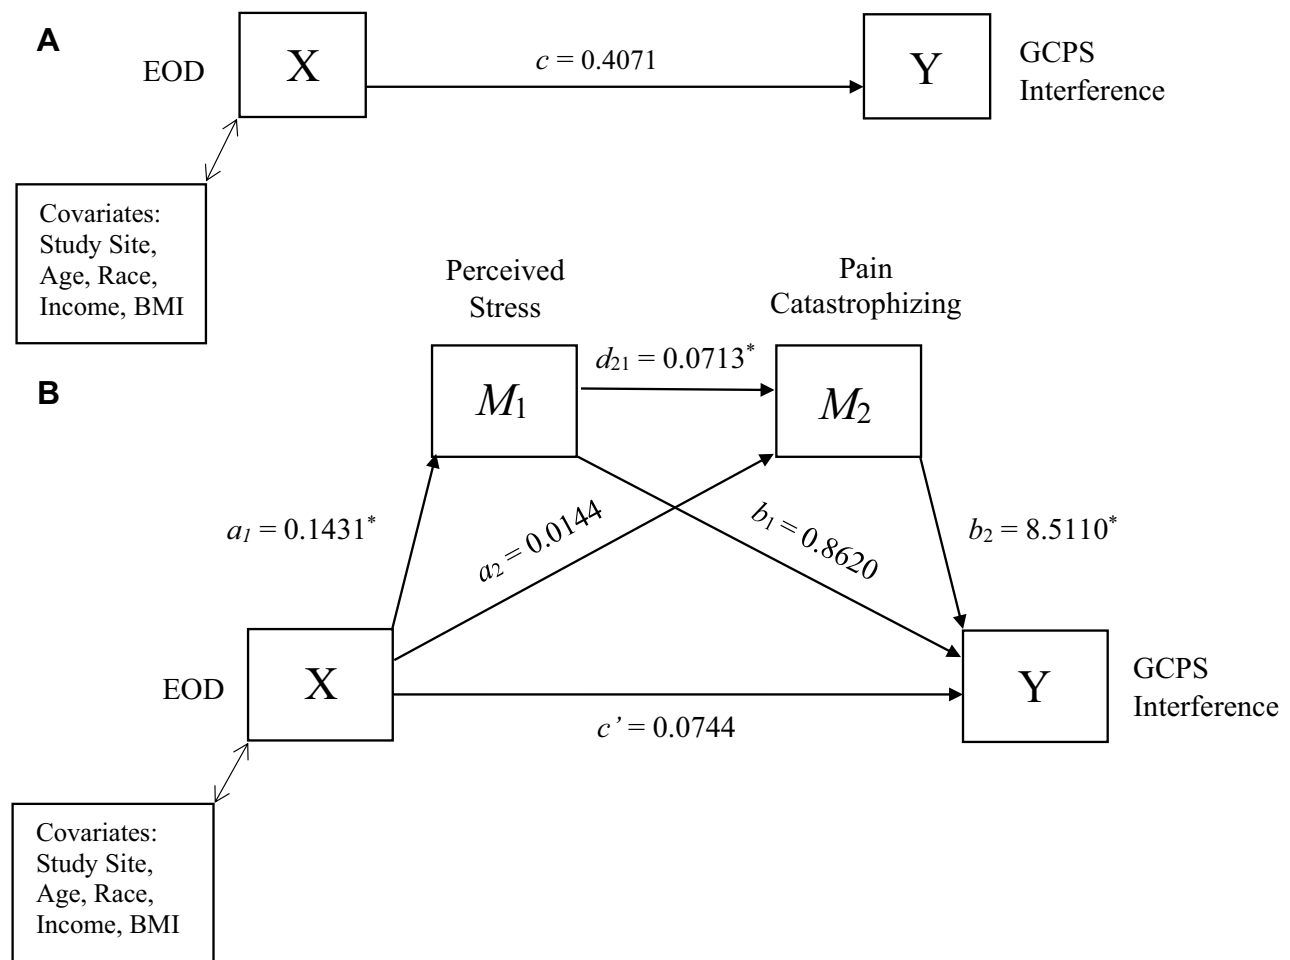 A
EOD
X
c = 0.4071
Y
GCPS
Interference
Covariates:
Study Site,
Age, Race,
Income, BMI
Perceived
Stress
Pain
Catastrophizing
B
M1
d21 = 0.0713*
M2
a1 = 0.1431*
a2 = 0.0144
b1 = 0.8620
b2 = 8.5110*
EOD
X
c’ = 0.0744
Y
GCPS
Interference
Covariates:
Study Site,
Age, Race,
Income, BMI